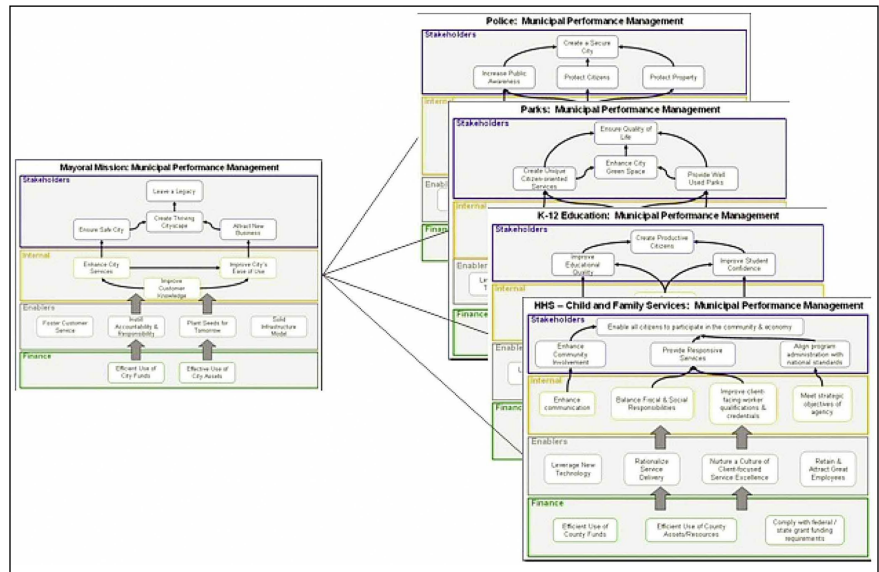 Mayoral Mission: Municipal Performance Management
Stakeholders
Leave a Legacy
Ensure Safe City
Create Thriving
Cityscape
Attract New
Business
Internal
Enhance City
Services
Improve City's
Ease of Use
Improve
Customer
Knowledge
Enablers
Foster Customer
Service
Instill
Accountability &
Responsibility
Plant Seeds for
Tomorrow
Solid
Infrastructure
Model
Finance
Efficient Use of
City Funds
Effective Use of
City Assets
Police: Municipal Performance Management
Stakeholders
Create a Secure
City
Increase Public
Awareness
Protect Citizens
Protect Property
Internal
Enabl
Finance
Parks: Municipal Performance Management
Stakeholders
Ensure Quality of
Life
Create Unique
Citizen-oriented
Services
Enhance City
Green Space
Provide Well
Used Parks
Internal
Enablers
Finance
K-12 Education: Municipal Performance Management
Stakeholders
Create Productive
Citizens
Improve
Educational
Quality
Improve Student
Confidence
Internal
Enab
Finance
HHS – Child and Family Services: Municipal Performance Management
Stakeholders
Enable all citizens to participate in the community & economy
Enhance
Community
Involvement
Provide Responsive
Services
Align program
administration with
national standards
Internal
Enhance
communication
Balance Fiscal & Social
Responsibilities
Improve client-
facing worker
qualifications &
credentials
Meet strategic
objectives of
agency
Enablers
Leverage New
Technology
Rationalize
Service
Delivery
Nurture a Culture of
Client-focused
Service Excellence
Retain &
Attract Great
Employees
Finance
Efficient Use of
County Funds
Efficient Use of County
Assets/Resources
Comply with federal /
state grant funding
requirements